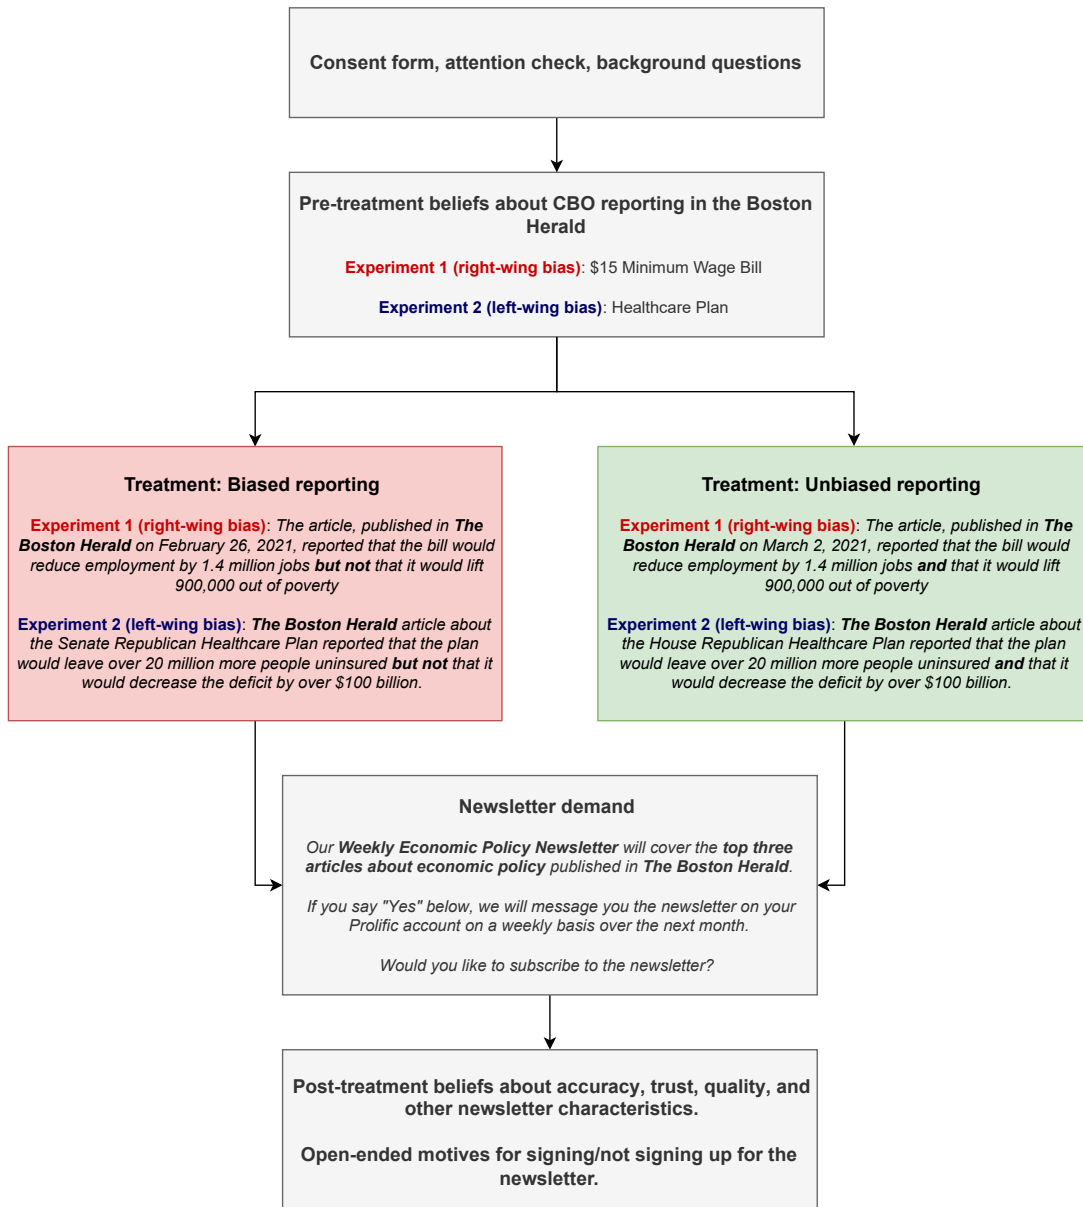 Consent form, attention check, background questions
Pre-treatment beliefs about CBO reporting in the Boston
Herald
Experiment 1 (right-wing bias): $15 Minimum Wage Bill
Experiment 2 (left-wing bias): Healthcare Plan
Treatment: Biased reporting
Experiment 1 (right-wing bias): The article, published in The
Boston Herald on February 26, 2021, reported that the bill would
reduce employment by 1.4 million jobs but not that it would lift
900,000 out of poverty
Experiment 2 (left-wing bias): The Boston Herald article about
the Senate Republican Healthcare Plan reported that the plan
would leave over 20 million more people uninsured but not that it
would decrease the deficit by over $100 billion.
Treatment: Unbiased reporting
Experiment 1 (right-wing bias): The article, published in The
Boston Herald on March 2, 2021, reported that the bill would
reduce employment by 1.4 million jobs and that it would lift
900,000 out of poverty
Experiment 2 (left-wing bias): The Boston Herald article about
the House Republican Healthcare Plan reported that the plan
would leave over 20 million more people uninsured and that it
would decrease the deficit by over $100 billion.
Newsletter demand
Our Weekly Economic Policy Newsletter will cover the top three
articles about economic policy published in The Boston Herald.
If you say "Yes" below, we will message you the newsletter on your
Prolific account on a weekly basis over the next month.
Would you like to subscribe to the newsletter?
Post-treatment beliefs about accuracy, trust, quality, and
other newsletter characteristics.
Open-ended motives for signing/not signing up for the
newsletter.